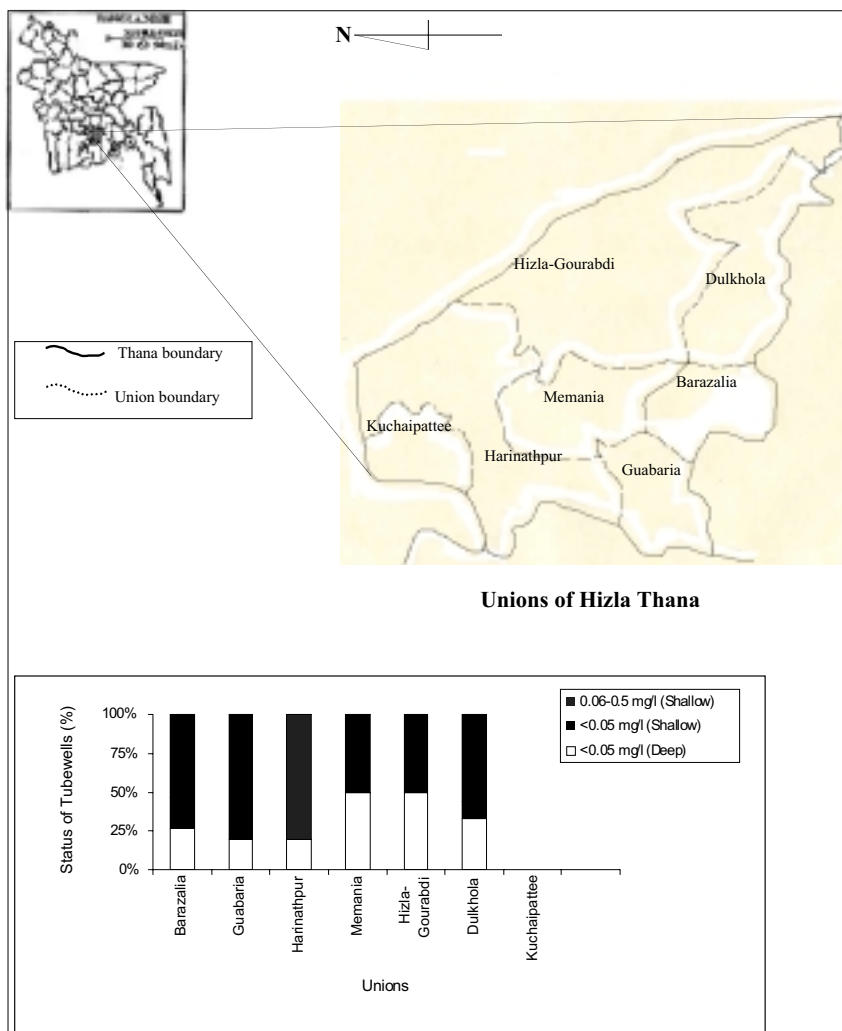 N
Hizla-Gourabdi
Dulkhola
Barazalia
Memania
Kuchaipattee
Harinathpur
Guabaria
Thana boundary
Union boundary
Unions of Hizla Thana
0.06-0.5 mg/l (Shallow)
<0.05 mg/l (Shallow)
<0.05 mg/l (Deep)
Status of Tubewells (%)
100%
75%
50%
25%
0%
Barazalia
Guabaria
Harinathpur
Memania
Hizla-
Gourabdi
Dulkhola
Kuchaipattee
Unions